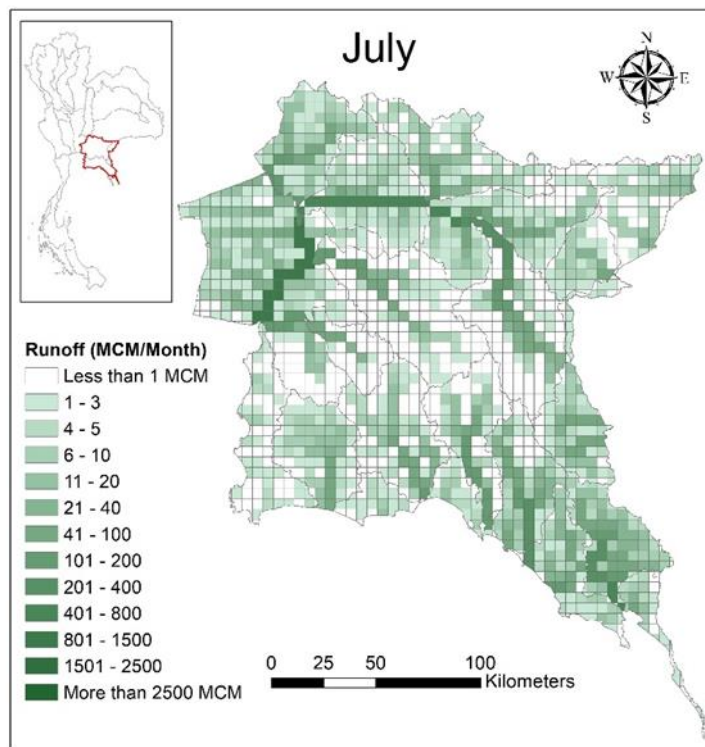 July
N
W E
S
Runoff (MCM/Month)
Less than 1 MCM
1 - 3
4 - 5
6 - 10
11 - 20
21 - 40
41 - 100
101 - 200
201 - 400
401 - 800
801 - 1500
1501 - 2500
More than 2500 MCM
0 25 50 100
Kilometers